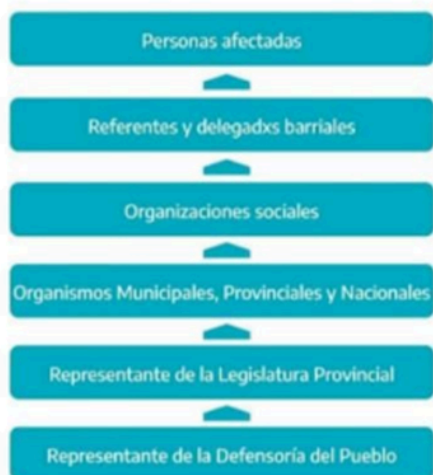 Personas afectadas
Referentes y delegadxs barriales
Organizaciones sociales
Organismos Municipales, Provinciales y Nacionales
Representante de la Legislatura Provincial
Representante de la Defensoría del Pueblo